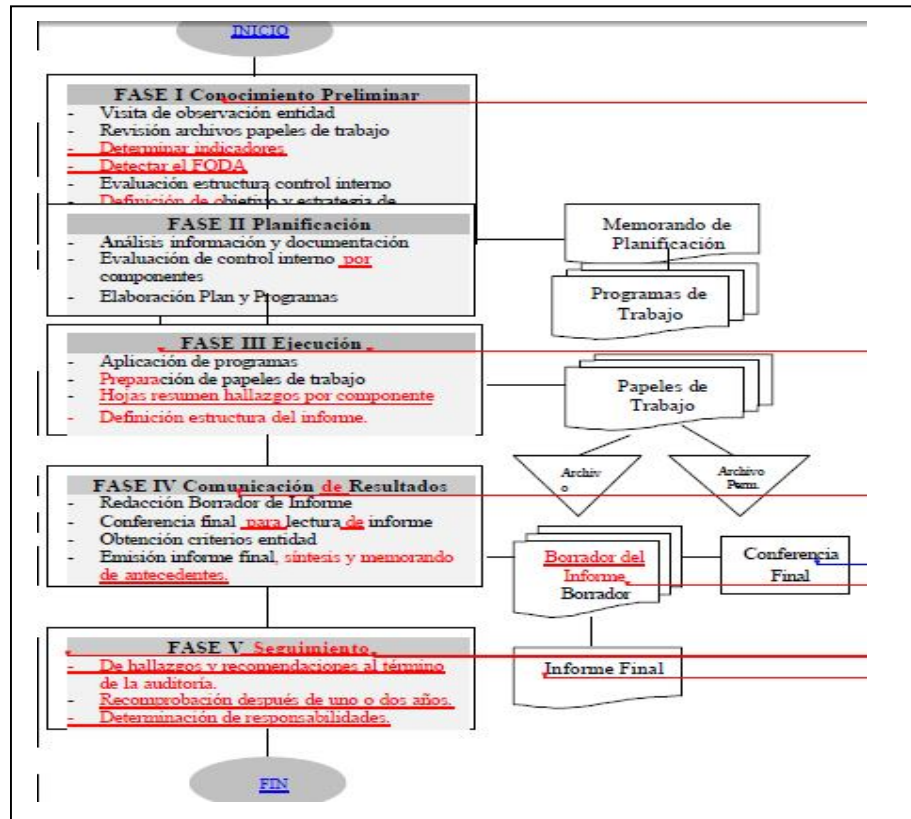 INICIO
FASE I Conocimiento Preliminar
- Visita de observación entidad
- Revisión archivos papeles de trabajo
- Determinar indicadores
- Detectar el FODA
- Evaluación estructura control interno
- Definición de objetivo y estrategia de
FASE II Planificación
- Análisis información y documentación
- Evaluación de control interno por
componentes
- Elaboración Plan y Programas
Memorando de
Planificación
Programas de
Trabajo
FASE III Ejecución
- Aplicación de programas
- Preparación de papeles de trabajo
- Hojas resumen hallazgos por componente
- Definición estructura del informe.
Papeles de
Trabajo
Archiv
o
Archivo
Perm.
FASE IV Comunicación de Resultados
- Redacción Borrador de Informe
- Conferencia final para lectura de informe
- Obtención criterios entidad
- Emisión informe final, síntesis y memorando
de antecedentes.
Borrador del
Informe
Borrador
Conferencia
Final
FASE V Seguimiento
- De hallazgos y recomendaciones al término
de la auditoría.
- Recomprobación después de uno o dos años.
- Determinación de responsabilidades.
Informe Final
FIN